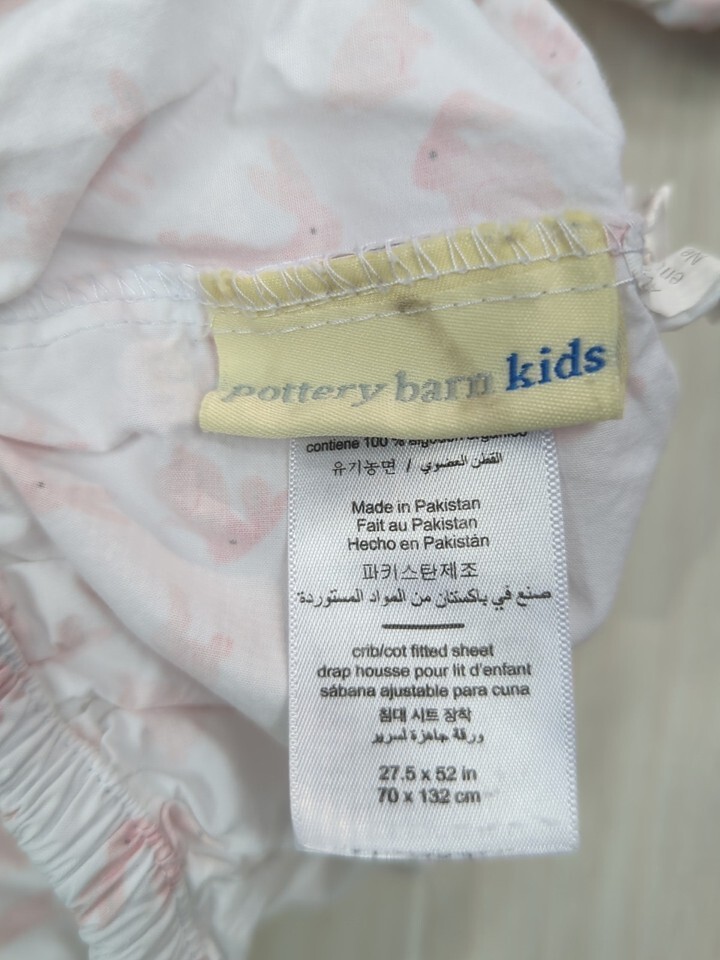 pottery barn kids
contiene 100 % algodón orgánico
유기농면 / القطن العضوي
Made in Pakistan
Fait au Pakistan
Hecho en Pakistán
파키스탄제조
صنع في باكستان من المواد المستوردة
crib/cot fitted sheet
drap housse pour lit d'enfant
sábana ajustable para cuna
침대 시트 장착
ورقة جاهزة لسرير
27.5 x 52 in
70 x 132 cm